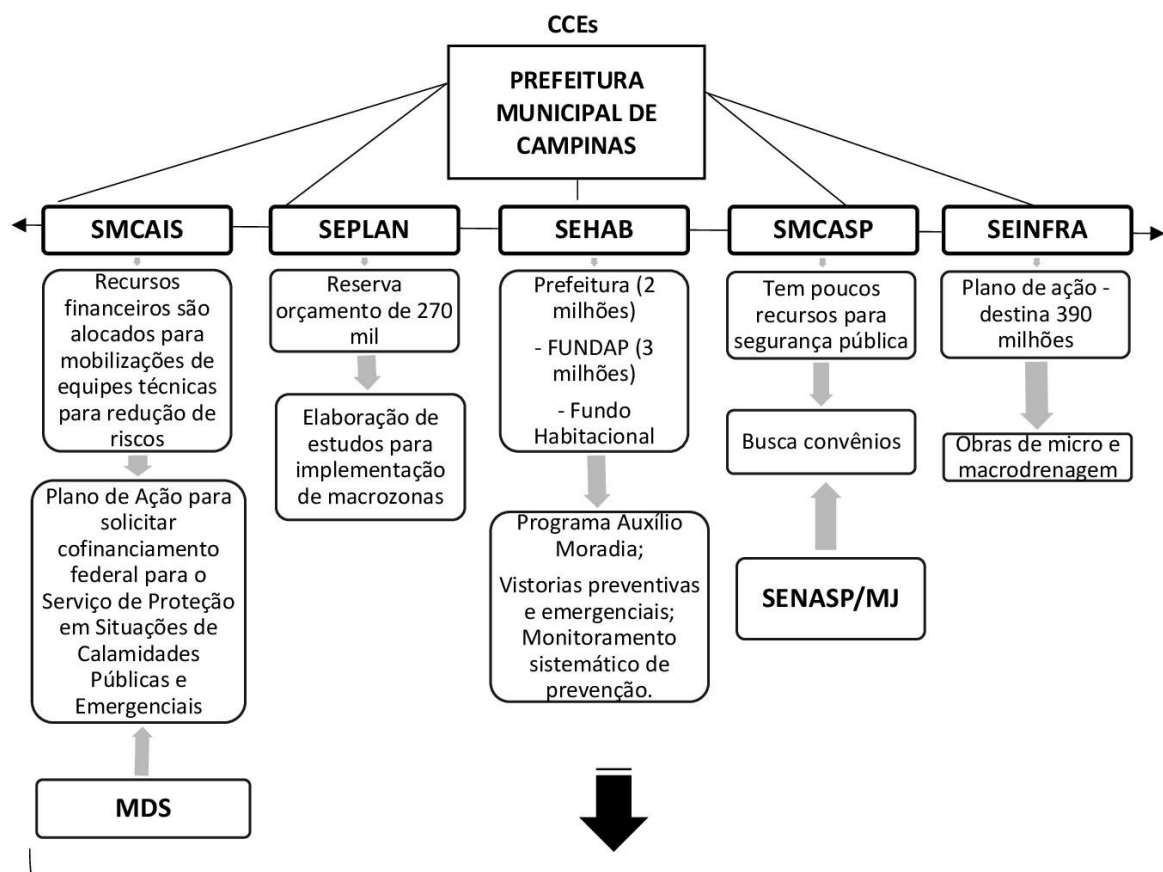 CCEs
PREFEITURA
MUNICIPAL DE
CAMPINAS
SMCAIS
SEPLAN
SEHAB
SMCASP
SEINFRA
Recursos
financeiros são
alocados para
mobilizações de
equipes técnicas
para redução de
riscos
Plano de Ação para
solicitar
cofinanciamento
federal para o
Serviço de Proteção
em Situações de
Calamidades
Públicas e
Emergenciais
MDS
Reserva
orçamento de 270
mil
Elaboração de
estudos para
implementação
de macrozonas
Prefeitura (2
milhões)
- FUNDAP (3
milhões)
- Fundo
Habitacional
Programa Auxílio
Moradia;
Vistorias preventivas
e emergenciais;
Monitoramento
sistemático de
prevenção.
Tem poucos
recursos para
segurança pública
Busca convênios
SENASP/MJ
Plano de ação -
destina 390
milhões
Obras de micro e
macrodrenagem